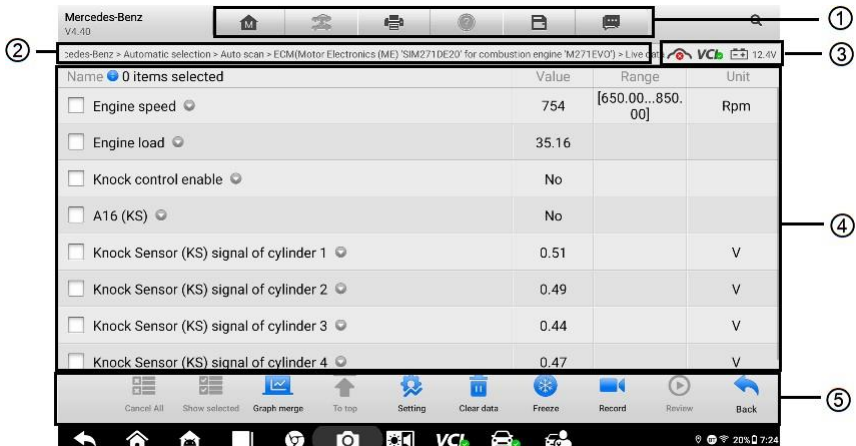 Mercedes-Benz
V4.40
M
①
②
cedes-Benz > Automatic selection > Auto scan > ECM(Motor Electronics (ME) 'SIM271DE20' for combustion engine 'M271EVO') > Live data
VCI 12.4V
③
Name 0 items selected Value Range Unit
Engine speed 754 [650.00...850.
00] Rpm
Engine load 35.16
Knock control enable No
A16 (KS) No
④
Knock Sensor (KS) signal of cylinder 1 0.51 V
Knock Sensor (KS) signal of cylinder 2 0.49 V
Knock Sensor (KS) signal of cylinder 3 0.44 V
Knock Sensor (KS) signal of cylinder 4 0.47 V
Cancel All Show selected Graph merge To top Setting Clear data Freeze Record Review Back
⑤
VCI 20% 7:24